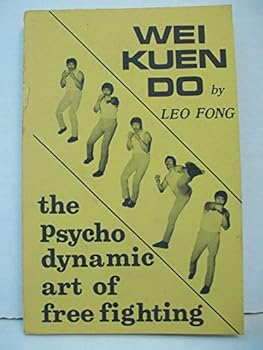 WEI
KUEN
DO
by
LEO FONG
the
psycho
dynamic
art of
free fighting